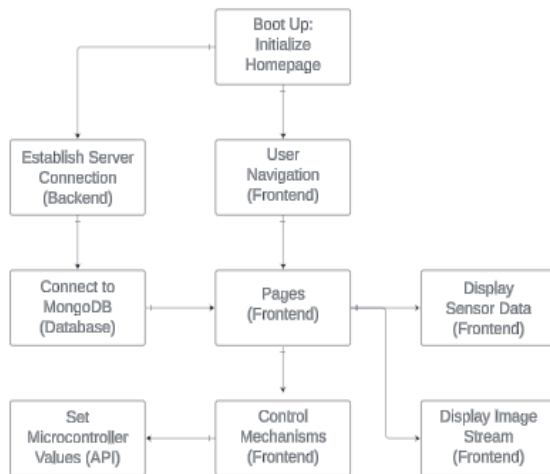 Boot Up:
Initialize
Homepage
Establish Server
Connection
(Backend)
User
Navigation
(Frontend)
Connect to
MongoDB
(Database)
Pages
(Frontend)
Display
Sensor Data
(Frontend)
Set
Microcontroller
Values (API)
Control
Mechanisms
(Frontend)
Display Image
Stream
(Frontend)